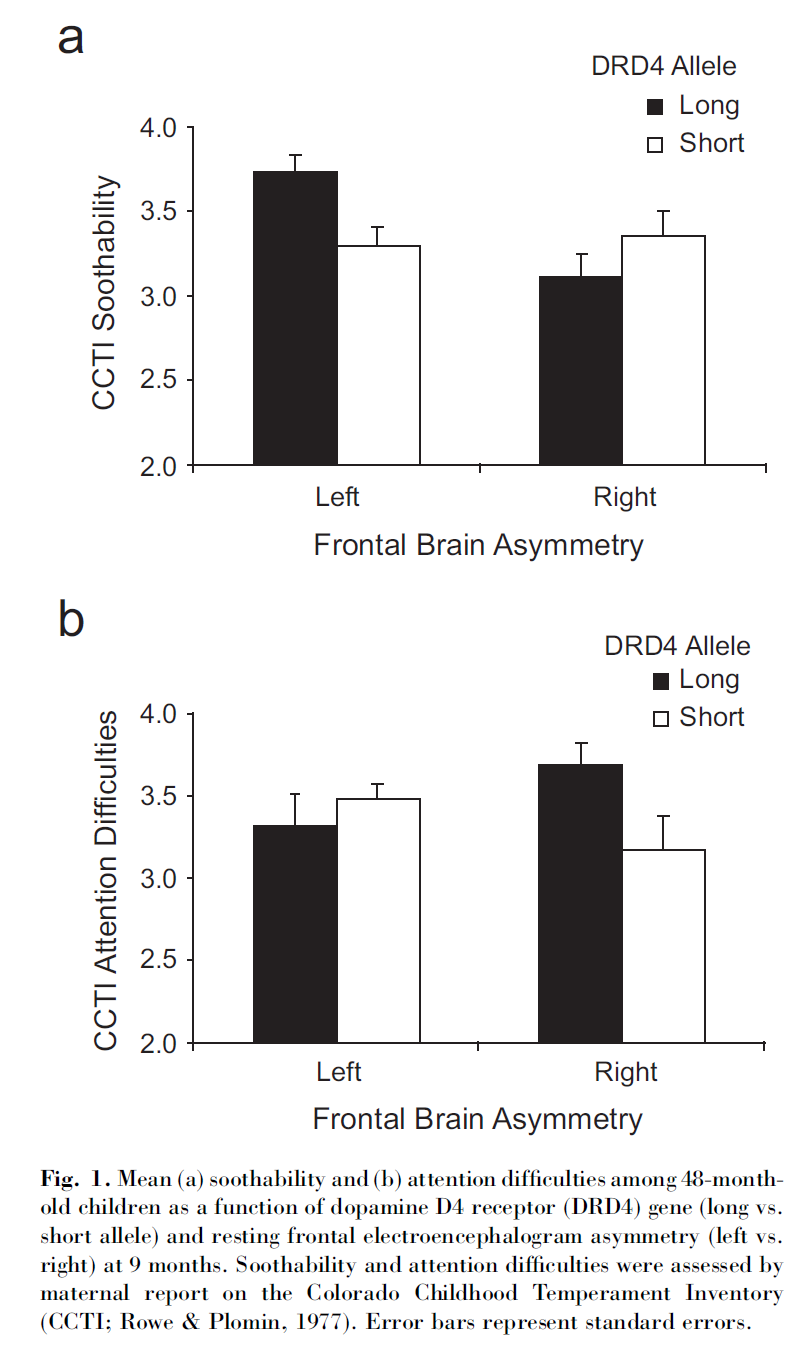 a
DRD4 Allele
Long
Short
4.0
3.5
3.0
2.5
2.0
CCTI Soothability
Left
Right
Frontal Brain Asymmetry
b
DRD4 Allele
Long
Short
4.0
3.5
3.0
2.5
2.0
CCTI Attention Difficulties
Left
Right
Frontal Brain Asymmetry
Fig. 1. Mean (a) soothability and (b) attention difficulties among 48-month-
old children as a function of dopamine D4 receptor (DRD4) gene (long vs.
short allele) and resting frontal electroencephalogram asymmetry (left vs.
right) at 9 months. Soothability and attention difficulties were assessed by
maternal report on the Colorado Childhood Temperament Inventory
(CCTI; Rowe & Plomin, 1977). Error bars represent standard errors.